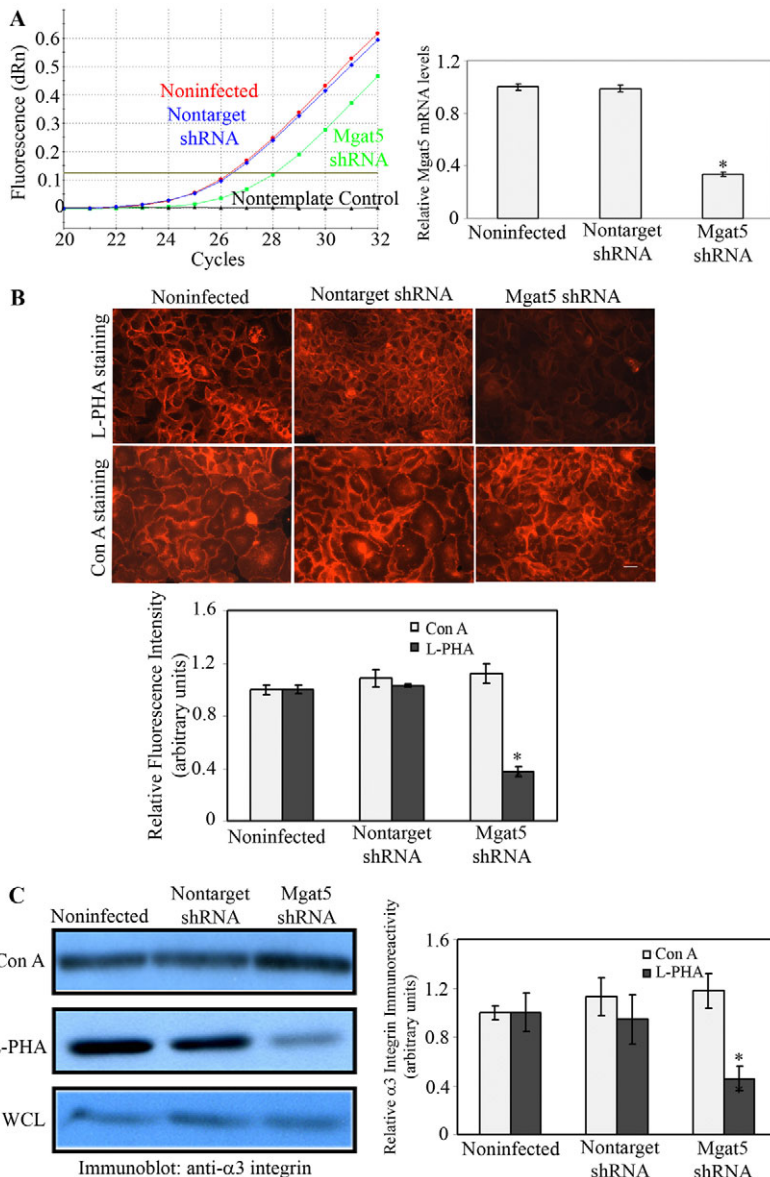 A
Fluorescence (dRn)
0.6
0.5
0.4
0.3
0.2
0.1
0
20 22 24 26 28 30 32
Cycles
Noninfected
Nontarget
shRNA
Mgat5
shRNA
Nontemplate Control
Relative Mgat5 mRNA levels
1.2
0.8
0.4
0
*
Noninfected
Nontarget
shRNA
Mgat5
shRNA
B
Noninfected
Nontarget shRNA
Mgat5 shRNA
L-PHA staining
Con A staining
Relative Fluorescence Intensity
(arbitrary units)
1.6
1.2
0.8
0.4
0
Con A
L-PHA
*
Noninfected
Nontarget
shRNA
Mgat5
shRNA
C
Noninfected
Nontarget
shRNA
Mgat5
shRNA
Con A
L-PHA
WCL
Immunoblot: anti-α3 integrin
Relative α3 Integrin Immunoreactivity
(arbitrary units)
1.6
1.2
0.8
0.4
0
Con A
L-PHA
*
*
Noninfected
Nontarget
shRNA
Mgat5
shRNA